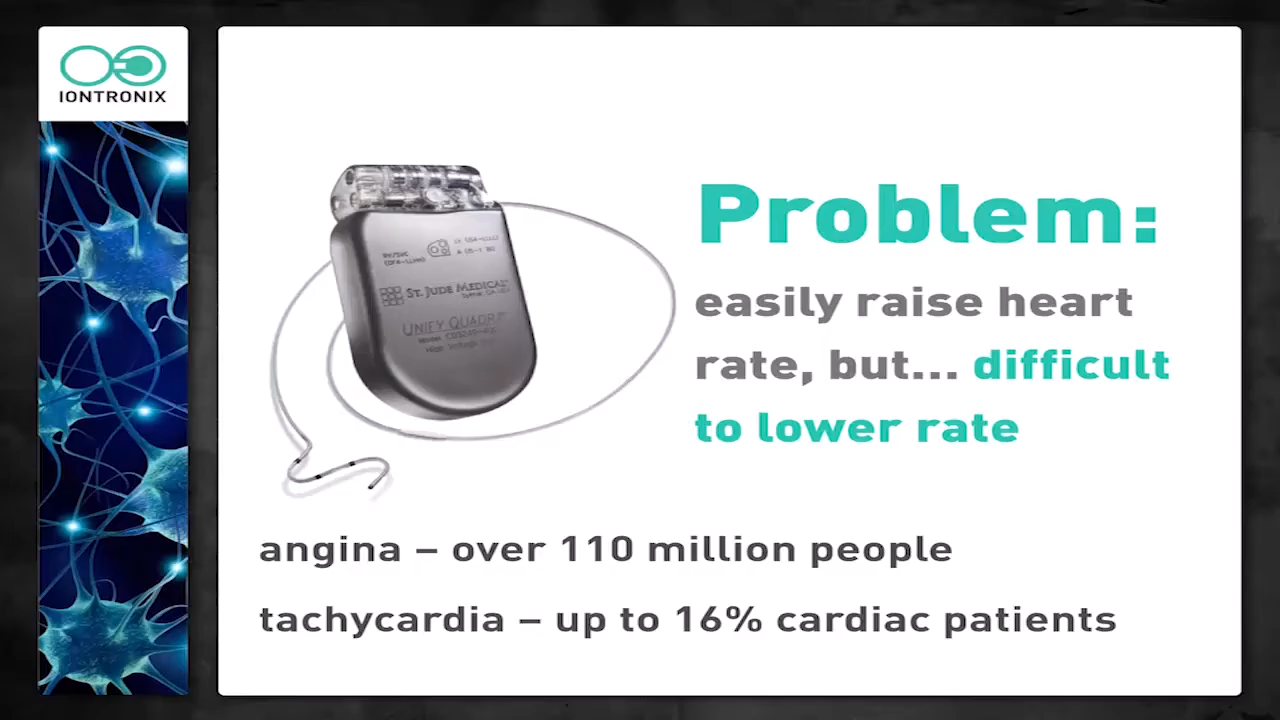 IONTRONIX
Problem:
easily raise heart
rate, but... difficult
to lower rate
ST. JUDE MEDICAL
UNIFY QUADRA
angina – over 110 million people
tachycardia – up to 16% cardiac patients